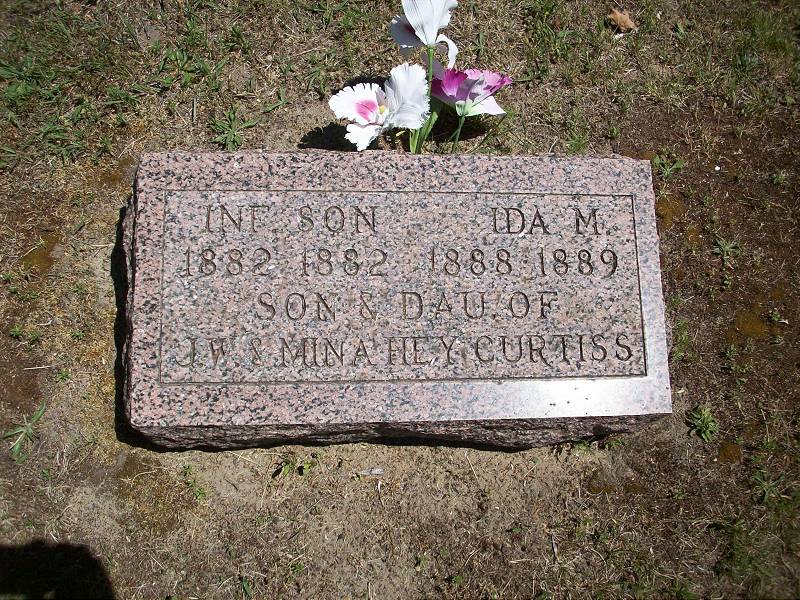 INF SON IDA M.
1882 1882 1888 1889
SON & DAU. OF
J.W. & MINA HEY CURTISS